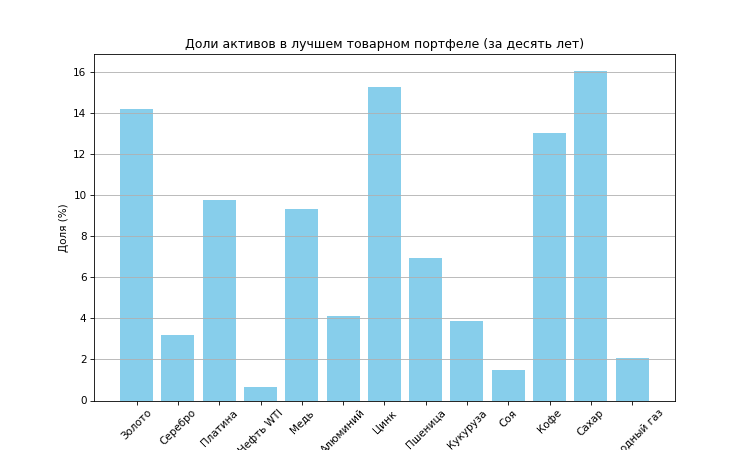 Доли активов в лучшем товарном портфеле (за десять лет)
Доля (%)
16
14
12
10
8
6
4
2
0
Золото
Серебро
Платина
Нефть WTI
Медь
Алюминий
Цинк
Пшеница
Кукуруза
Соя
Кофе
Сахар
газ